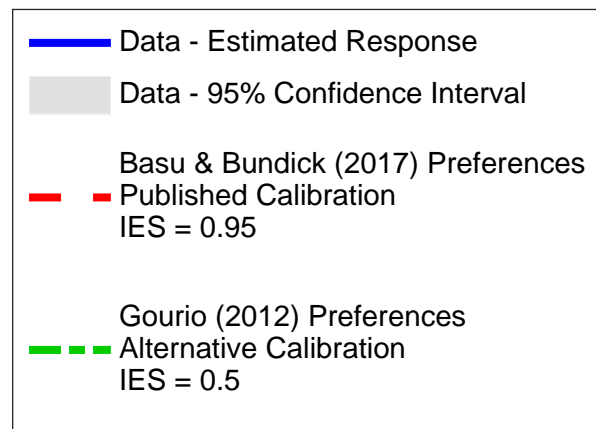 Data - Estimated Response
Data - 95% Confidence Interval
Basu & Bundick (2017) Preferences
Published Calibration
IES = 0.95
Gourio (2012) Preferences
Alternative Calibration
IES = 0.5